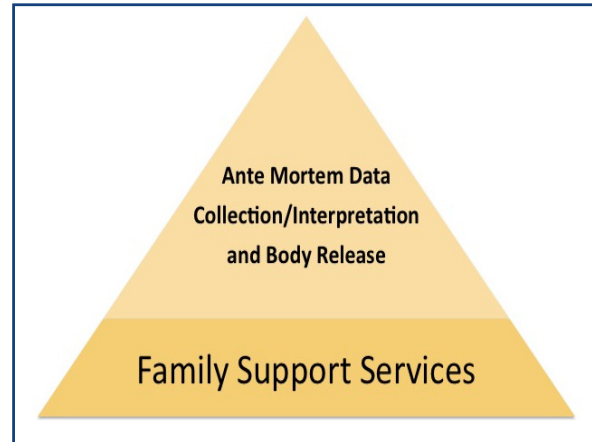 Ante Mortem Data
Collection/Interpretation
and Body Release
Family Support Services